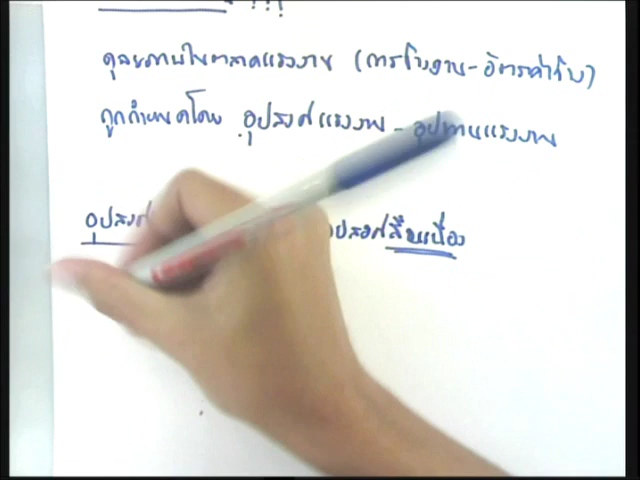 ???
ดุลยภาพในตลาดแรงงาน (การจ้างงาน - อัตราค่าจ้าง)
ถูกกำหนดโดย อุปสงค์แรงงาน - อุปทานแรงงาน
อุปสงค์ อุปสงค์สืบเนื่อง